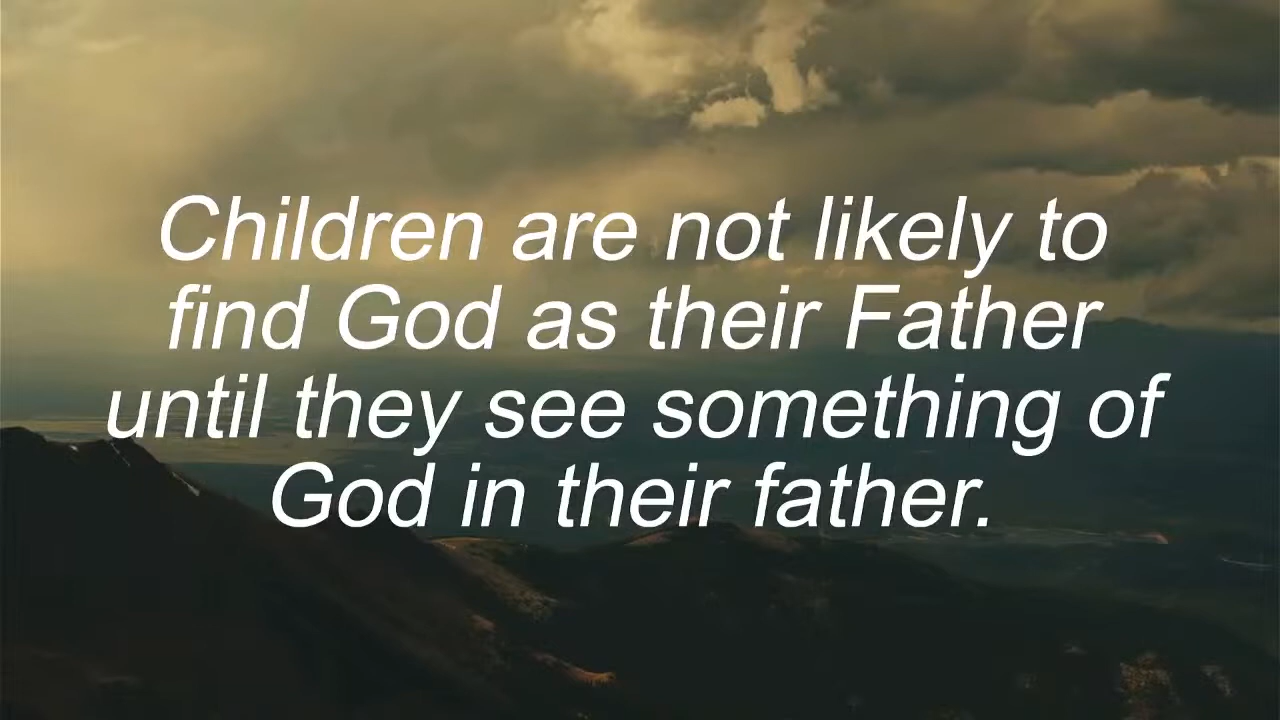 Children are not likely to
find God as their Father
until they see something of
God in their father.